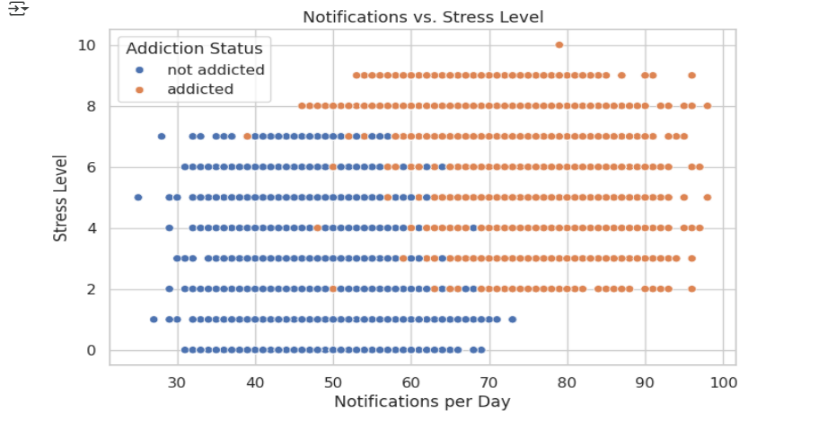 Notifications vs. Stress Level
Addiction Status
not addicted
addicted
10
8
6
4
2
0
Stress Level
30 40 50 60 70 80 90 100
Notifications per Day